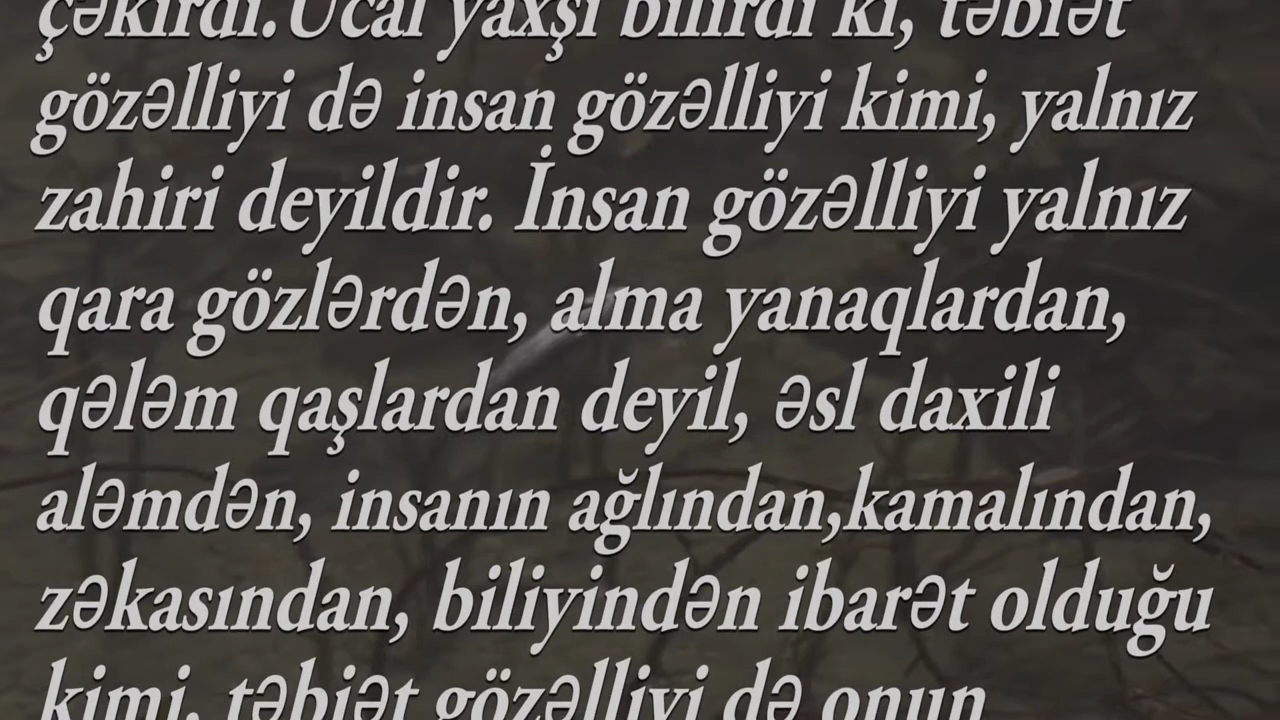 çəkirdi.Ucal yaxşı bilirdi ki, təbiət
gözəlliyi də insan gözəlliyi kimi, yalnız
zahiri deyildir. İnsan gözəlliyi yalnız
qara gözlərdən, alma yanaqlardan,
qələm qaşlardan deyil, əsl daxili
aləmdən, insanın ağlından,kamalından,
zəkasından, biliyindən ibarət olduğu
kimi, təbiət gözəlliyi də onun